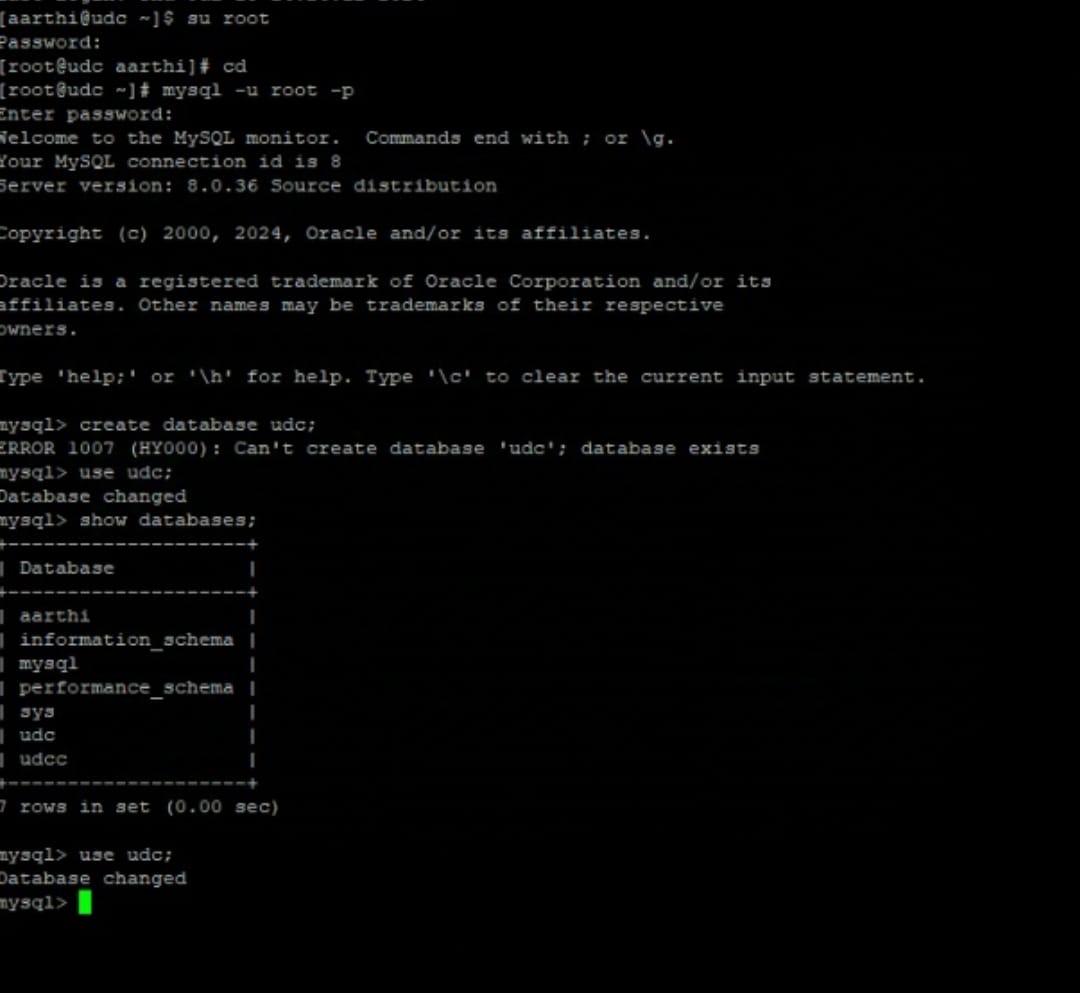 [aarthi@udc ~]$ su root
Password:
[root@udc aarthi]# cd
[root@udc ~]# mysql -u root -p
Enter password:
Welcome to the MySQL monitor.  Commands end with ; or \g.
Your MySQL connection id is 8
Server version: 8.0.36 Source distribution
Copyright (c) 2000, 2024, Oracle and/or its affiliates.
Oracle is a registered trademark of Oracle Corporation and/or its
affiliates. Other names may be trademarks of their respective
owners.
Type 'help;' or '\h' for help. Type '\c' to clear the current input statement.
mysql> create database udc;
ERROR 1007 (HY000): Can't create database 'udc'; database exists
mysql> use udc;
Database changed
mysql> show databases;
+--------------------+
| Database           |
+--------------------+
| aarthi             |
| information_schema |
| mysql              |
| performance_schema |
| sys                |
| udc                |
| udcc               |
+--------------------+
7 rows in set (0.00 sec)
mysql> use udc;
Database changed
mysql>